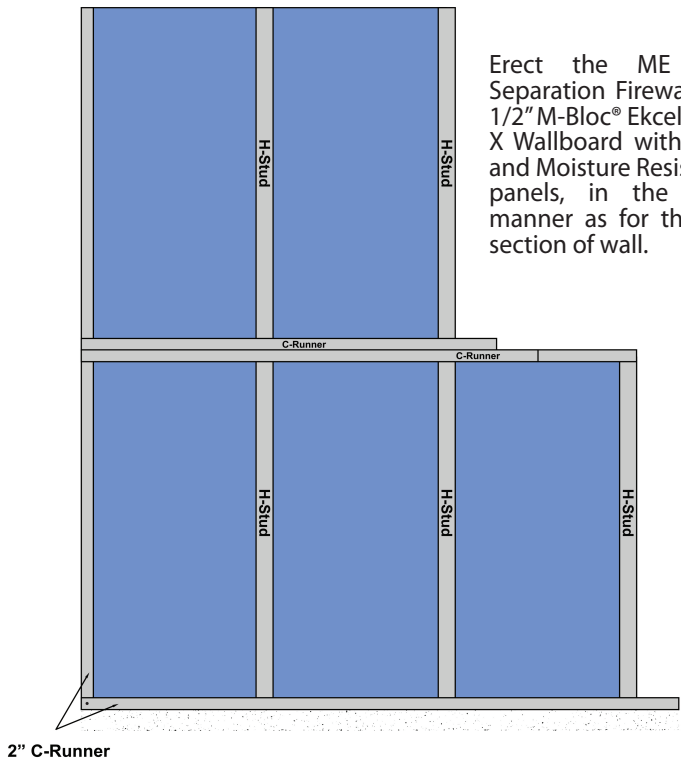 Erect the ME
Separation Firewa
1/2" M-Bloc® Ekcel
X Wallboard with
and Moisture Resis
panels, in the
manner as for th
section of wall.
H-Stud
H-Stud
C-Runner
C-Runner
H-Stud
H-Stud
H-Stud
2” C-Runner